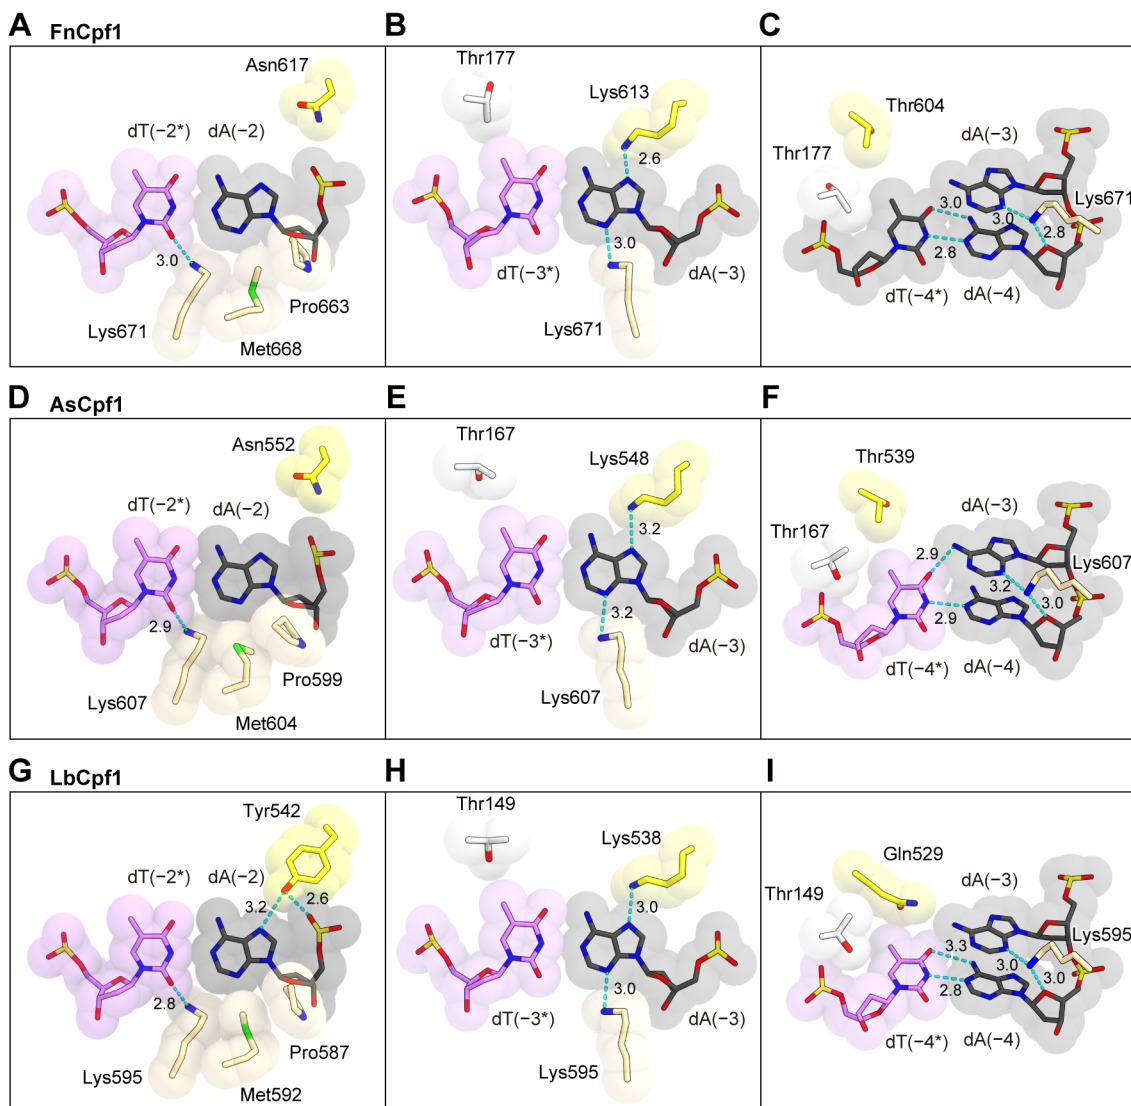 A FnCpf1
B
C
Asn617
dT(−2*) dA(−2)
3.0
Lys671
Met668
Pro663
Thr177
Lys613
2.6
3.0
dT(−3*)
dA(−3)
Lys671
Thr604
dA(−3)
Thr177
Lys671
3.0
3.0
2.8
2.8
dT(−4*) dA(−4)
D AsCpf1
E
F
Asn552
dT(−2*) dA(−2)
2.9
Lys607
Met604
Pro599
Thr167
Lys548
3.2
3.2
dT(−3*)
dA(−3)
Lys607
Thr539
dA(−3)
Thr167
Lys607
2.9
3.2
3.0
2.9
dT(−4*) dA(−4)
G LbCpf1
H
I
Tyr542
dT(−2*) dA(−2)
3.2
2.6
2.8
Lys595
Met592
Pro587
Thr149
Lys538
3.0
3.0
dT(−3*)
dA(−3)
Lys595
Gln529
dA(−3)
Thr149
Lys595
3.3
3.0
3.0
2.8
dT(−4*) dA(−4)